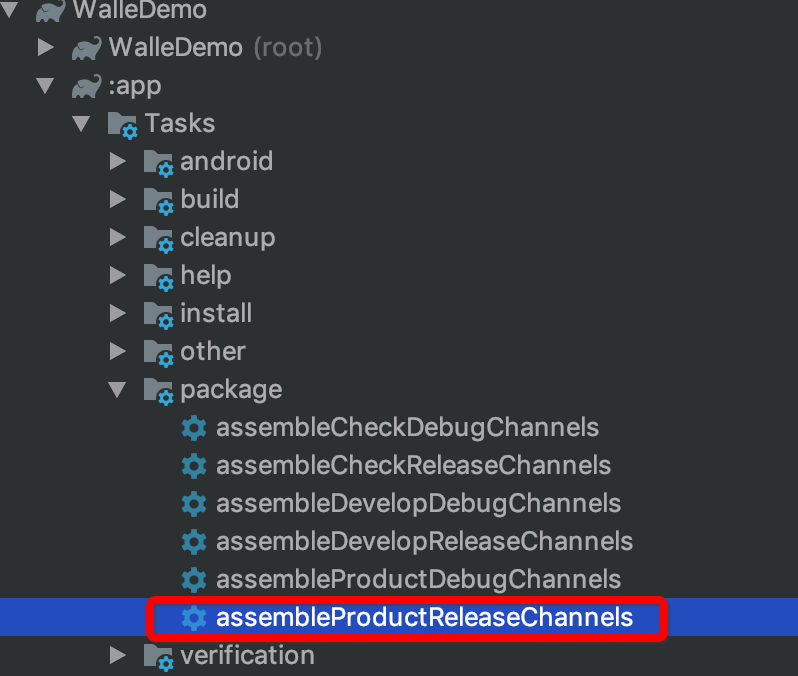 WalleDemo
WalleDemo (root)
:app
Tasks
android
build
cleanup
help
install
other
package
assembleCheckDebugChannels
assembleCheckReleaseChannels
assembleDevelopDebugChannels
assembleDevelopReleaseChannels
assembleProductDebugChannels
assembleProductReleaseChannels
verification